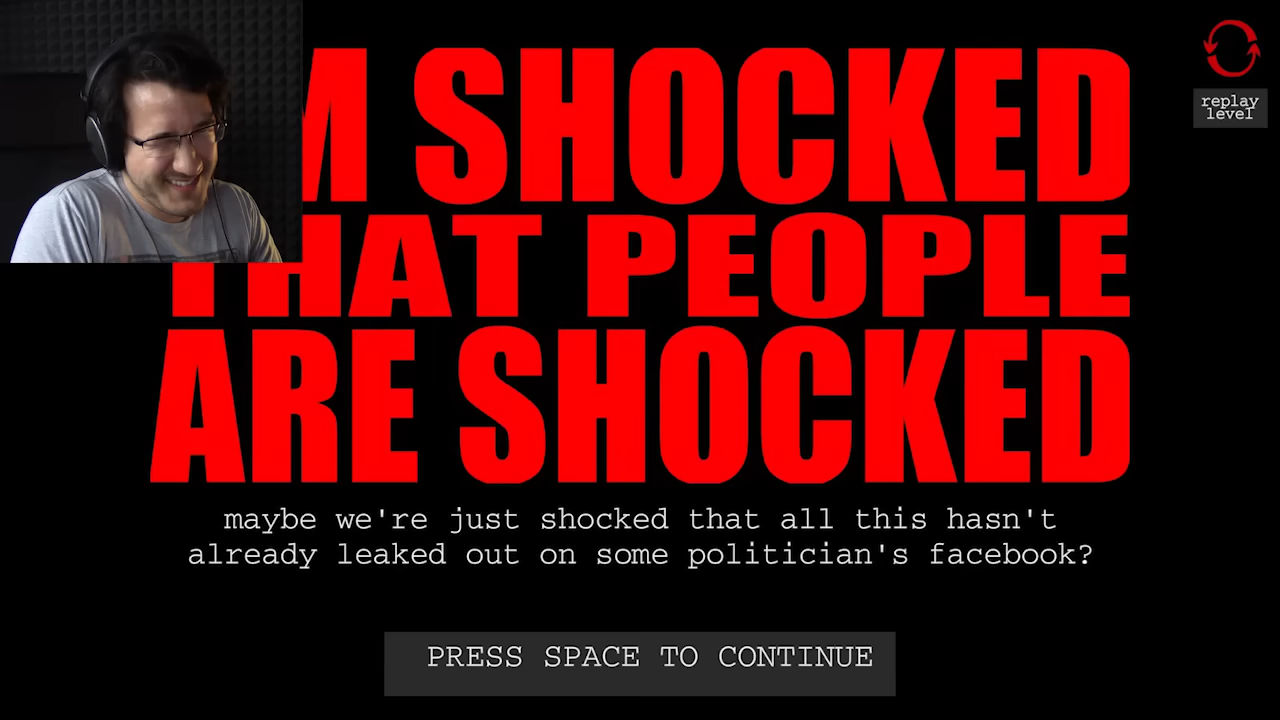 SHOCKED
THAT PEOPLE
ARE SHOCKED
maybe we're just shocked that all this hasn't
already leaked out on some politician's facebook?
PRESS SPACE TO CONTINUE
replay
level